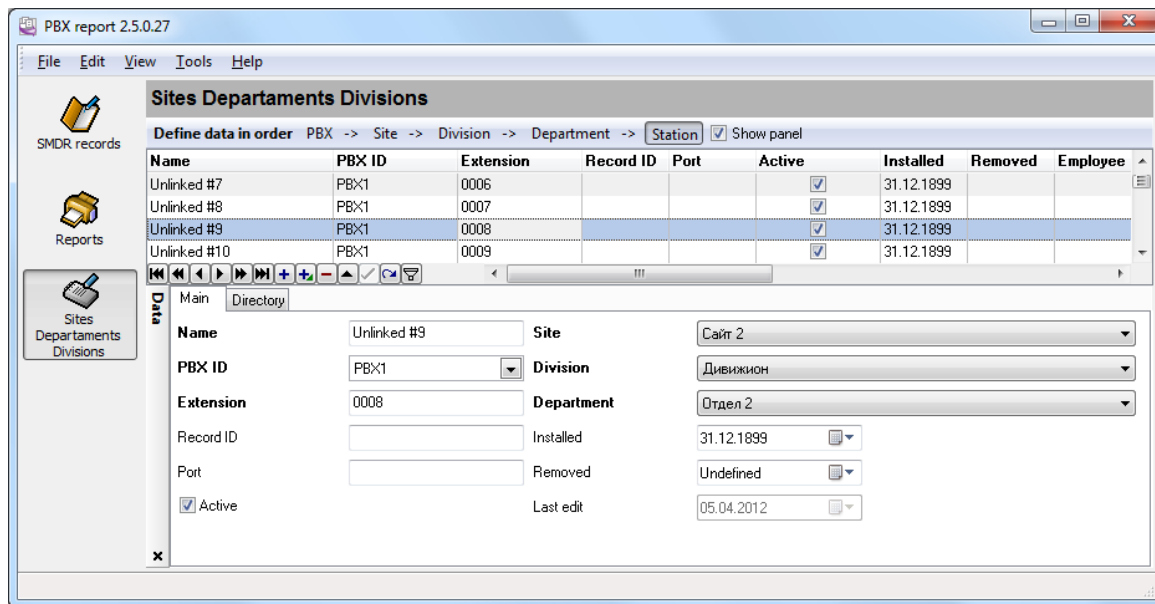 PBX report 2.5.0.27
File Edit View Tools Help
SMDR records
Reports
Sites
Departaments
Divisions
Sites Departaments Divisions
Define data in order PBX -> Site -> Division -> Department -> Station Show panel
Name PBX ID Extension Record ID Port Active Installed Removed Employee
Unlinked #7 PBX1 0006 31.12.1899
Unlinked #8 PBX1 0007 31.12.1899
Unlinked #9 PBX1 0008 31.12.1899
Unlinked #10 PBX1 0009 31.12.1899
Data
Main Directory
Name Unlinked #9 Site Сайт 2
PBX ID PBX1 Division Дивижион
Extension 0008 Department Отдел 2
Record ID Installed 31.12.1899
Port Removed Undefined
Active Last edit 05.04.2012